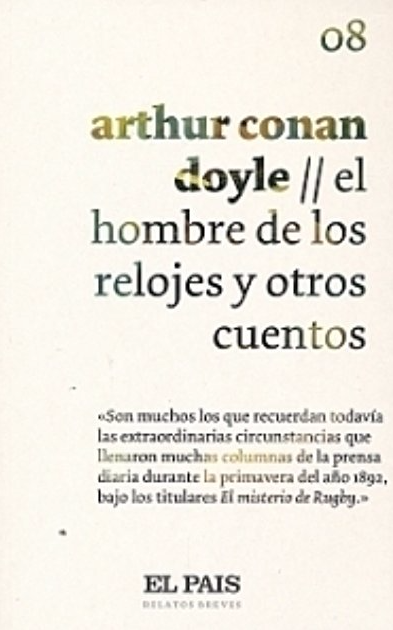 08
arthur conan
doyle // el
hombre de los
relojes y otros
cuentos
«Son muchos los que recuerdan todavía
las extraordinarias circunstancias que
llenaron muchas columnas de la prensa
diaria durante la primavera del año 1892,
bajo los titulares El misterio de Rugby.»
EL PAIS
RELATOS BREVES